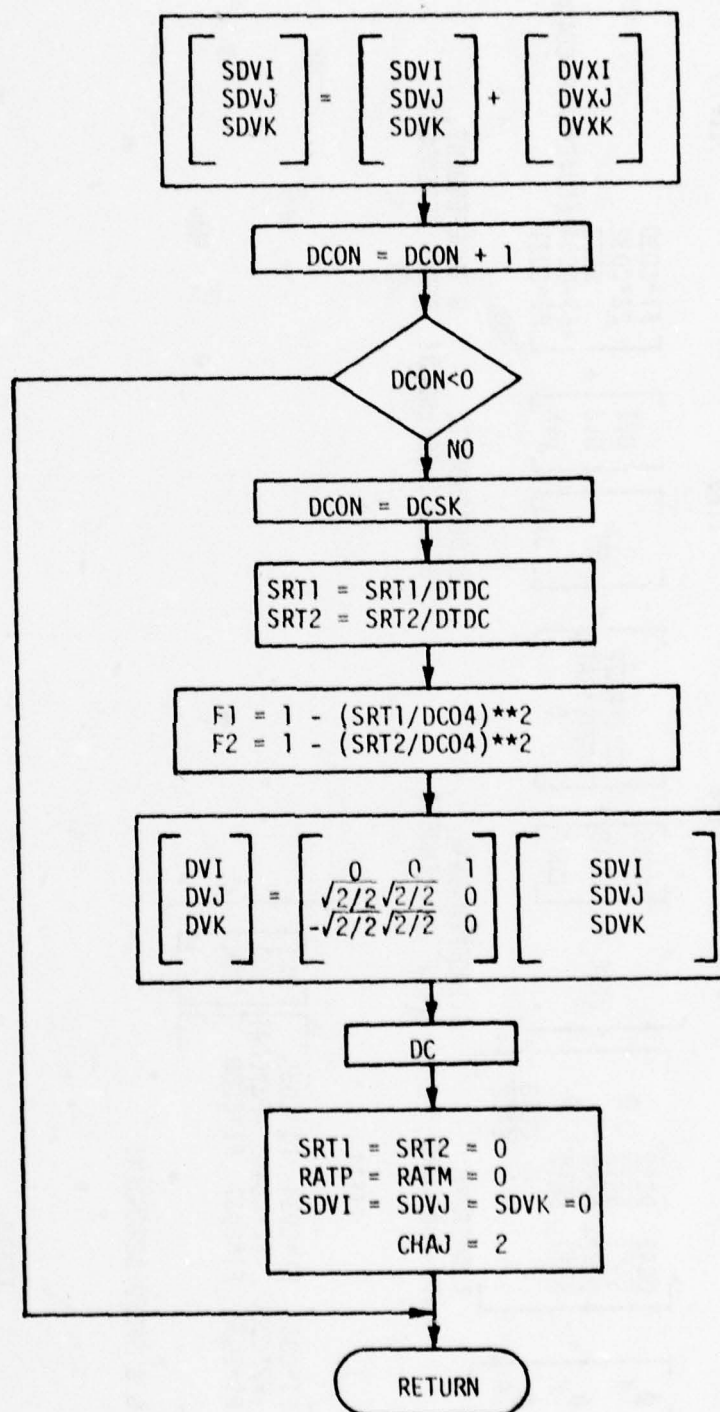 SDVI SDVI DVXI
SDVJ = SDVJ + DVXJ
SDVK SDVK DVXK
DCON = DCON + 1
DCON<0
NO
DCON = DCSK
SRT1 = SRT1/DTDC
SRT2 = SRT2/DTDC
F1 = 1 - (SRT1/DC04)**2
F2 = 1 - (SRT2/DC04)**2
DVI 0 0 1 SDVI
DVJ = √2/2 √2/2 0 SDVJ
DVK -√2/2 √2/2 0 SDVK
DC
SRT1 = SRT2 = 0
RATP = RATM = 0
SDVI = SDVJ = SDVK =0
CHAJ = 2
RETURN